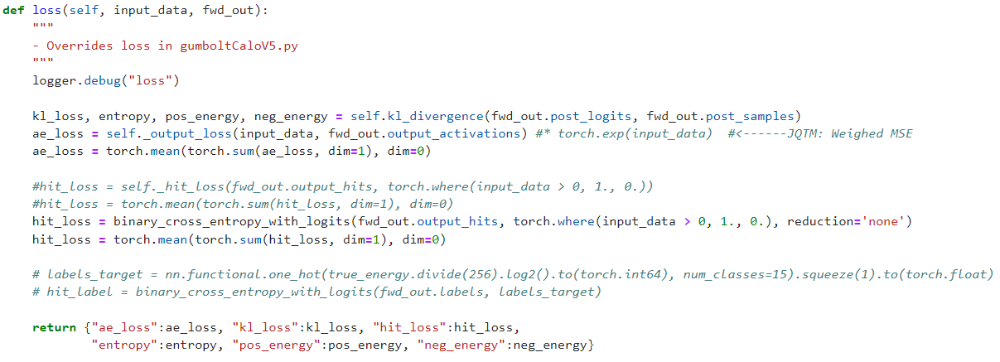 def loss(self, input_data, fwd_out):
    """
    - Overrides loss in gumboltCaloV5.py
    """
    logger.debug("loss")

    kl_loss, entropy, pos_energy, neg_energy = self.kl_divergence(fwd_out.post_logits, fwd_out.post_samples)
    ae_loss = self._output_loss(input_data, fwd_out.output_activations) #* torch.exp(input_data)  #<------JQTM: Weighed MSE
    ae_loss = torch.mean(torch.sum(ae_loss, dim=1), dim=0)

    #hit_loss = self._hit_loss(fwd_out.output_hits, torch.where(input_data > 0, 1., 0.))
    #hit_loss = torch.mean(torch.sum(hit_loss, dim=1), dim=0)
    hit_loss = binary_cross_entropy_with_logits(fwd_out.output_hits, torch.where(input_data > 0, 1., 0.), reduction='none')
    hit_loss = torch.mean(torch.sum(hit_loss, dim=1), dim=0)

    # labels_target = nn.functional.one_hot(true_energy.divide(256).log2().to(torch.int64), num_classes=15).squeeze(1).to(torch.float)
    # hit_label = binary_cross_entropy_with_logits(fwd_out.labels, labels_target)

    return {"ae_loss":ae_loss, "kl_loss":kl_loss, "hit_loss":hit_loss,
            "entropy":entropy, "pos_energy":pos_energy, "neg_energy":neg_energy}